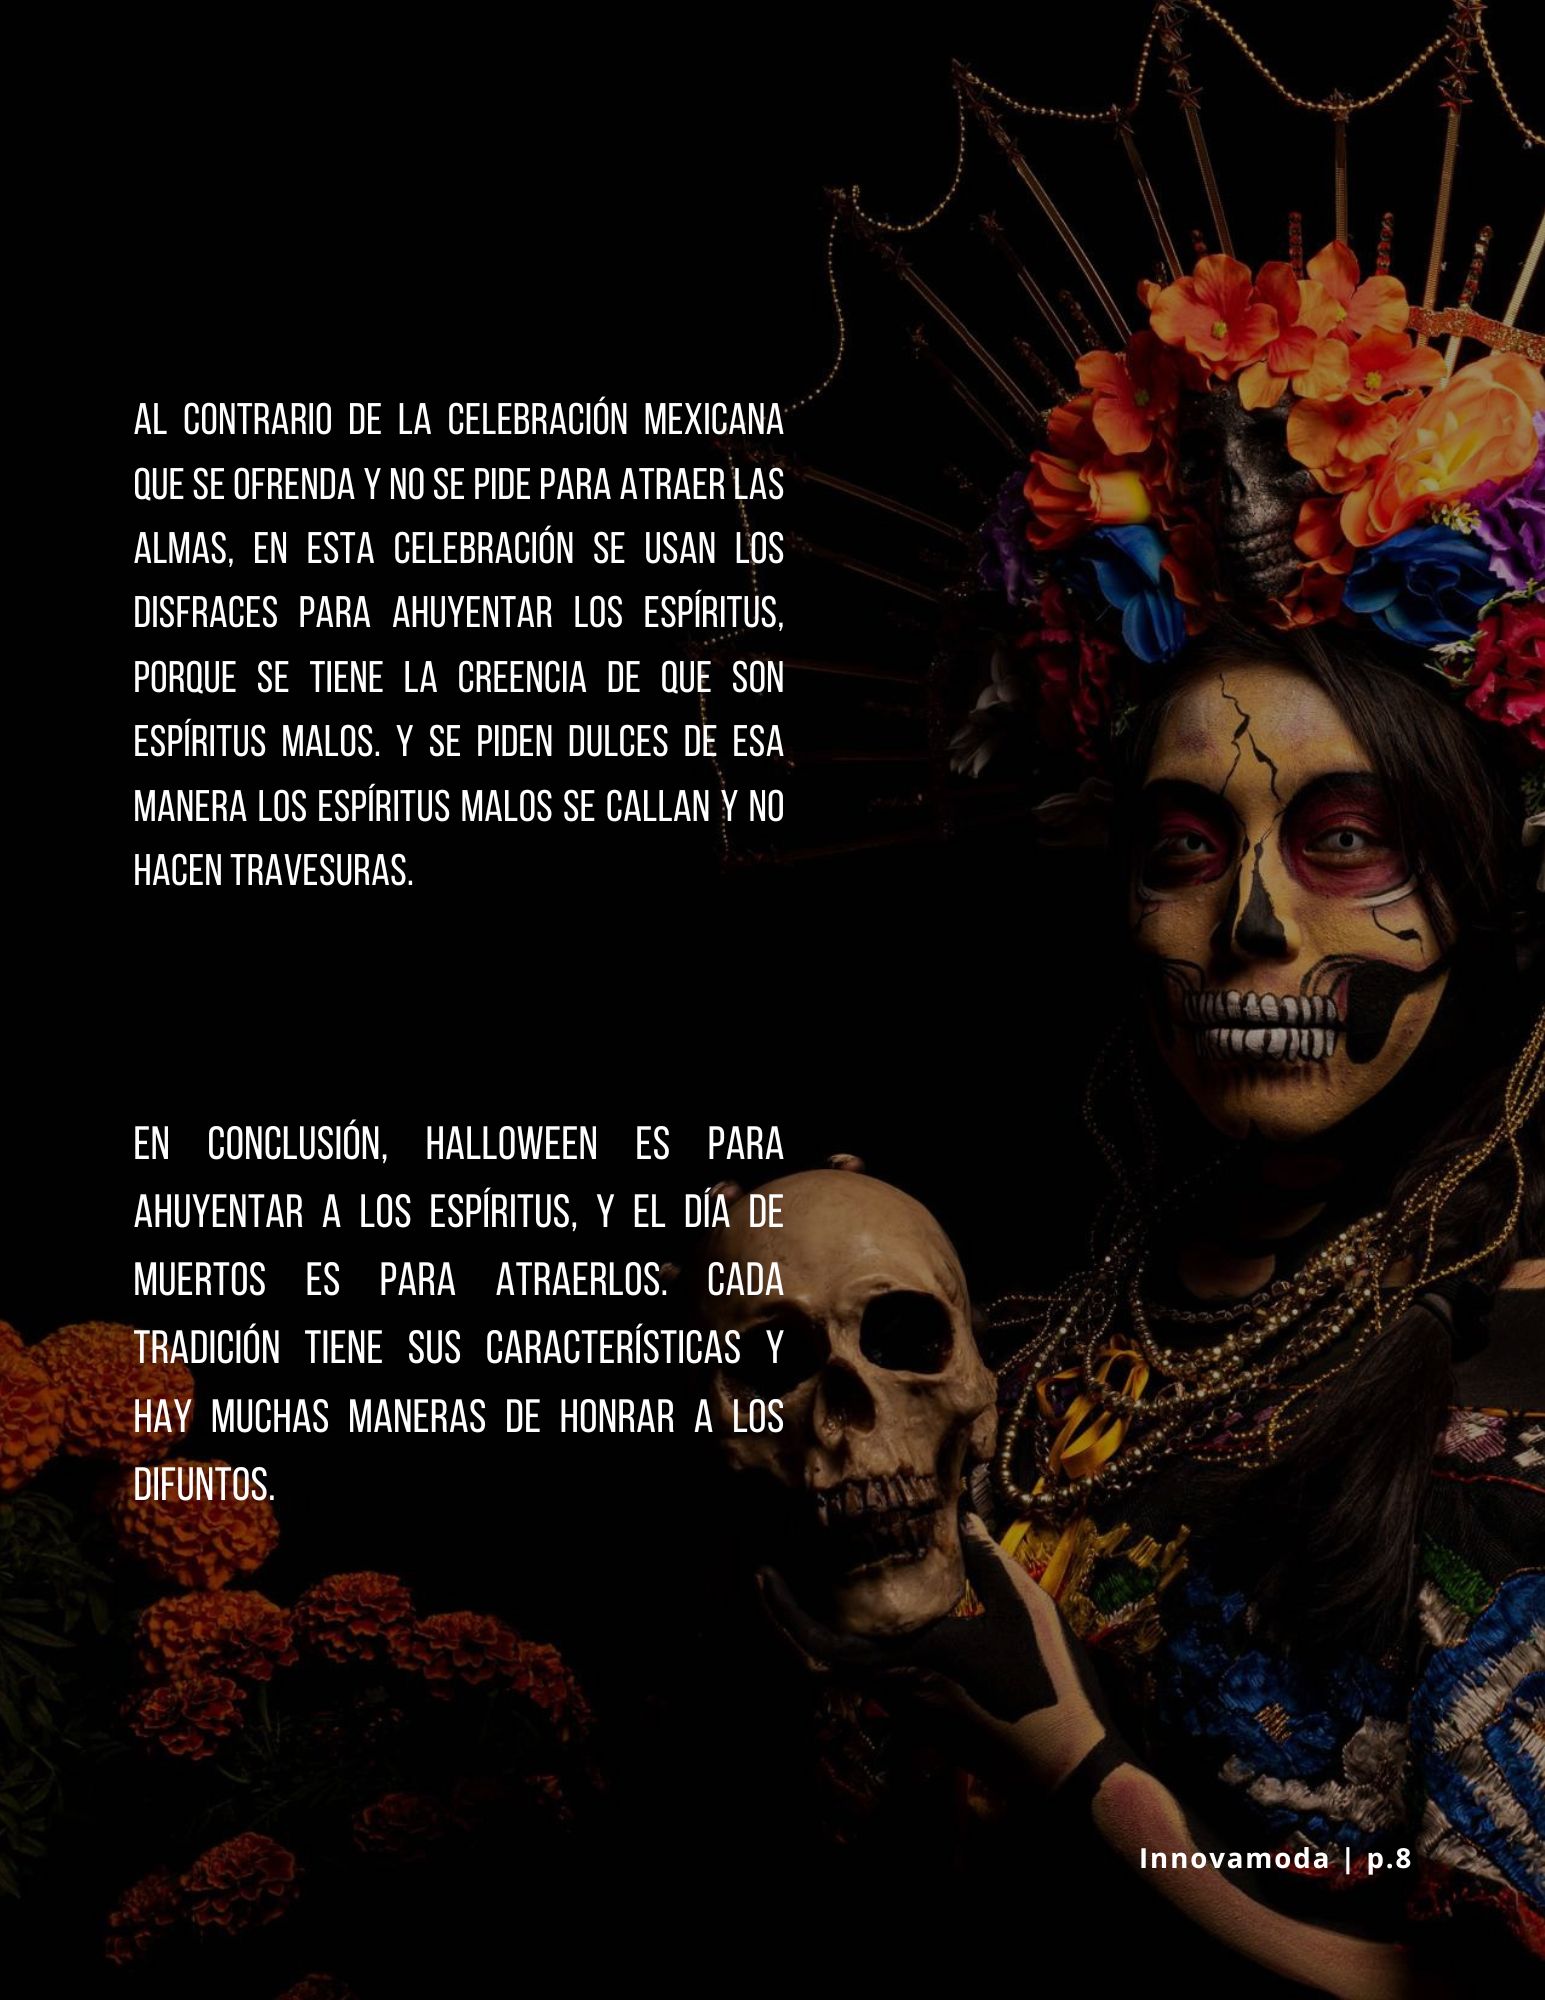 AL CONTRARIO DE LA CELEBRACIÓN MEXICANA
QUE SE OFRENDA Y NO SE PIDE PARA ATRAER LAS
ALMAS, EN ESTA CELEBRACIÓN SE USAN LOS
DISFRACES PARA AHUYENTAR LOS ESPÍRITUS,
PORQUE SE TIENE LA CREENCIA DE QUE SON
ESPÍRITUS MALOS. Y SE PIDEN DULCES DE ESA
MANERA LOS ESPÍRITUS MALOS SE CALLAN Y NO
HACEN TRAVESURAS.
EN CONCLUSIÓN, HALLOWEEN ES PARA
AHUYENTAR A LOS ESPÍRITUS, Y EL DÍA DE
MUERTOS ES PARA ATRAERLOS. CADA
TRADICIÓN TIENE SUS CARACTERÍSTICAS Y
HAY MUCHAS MANERAS DE HONRAR A LOS
DIFUNTOS.
Innovamoda | p.8